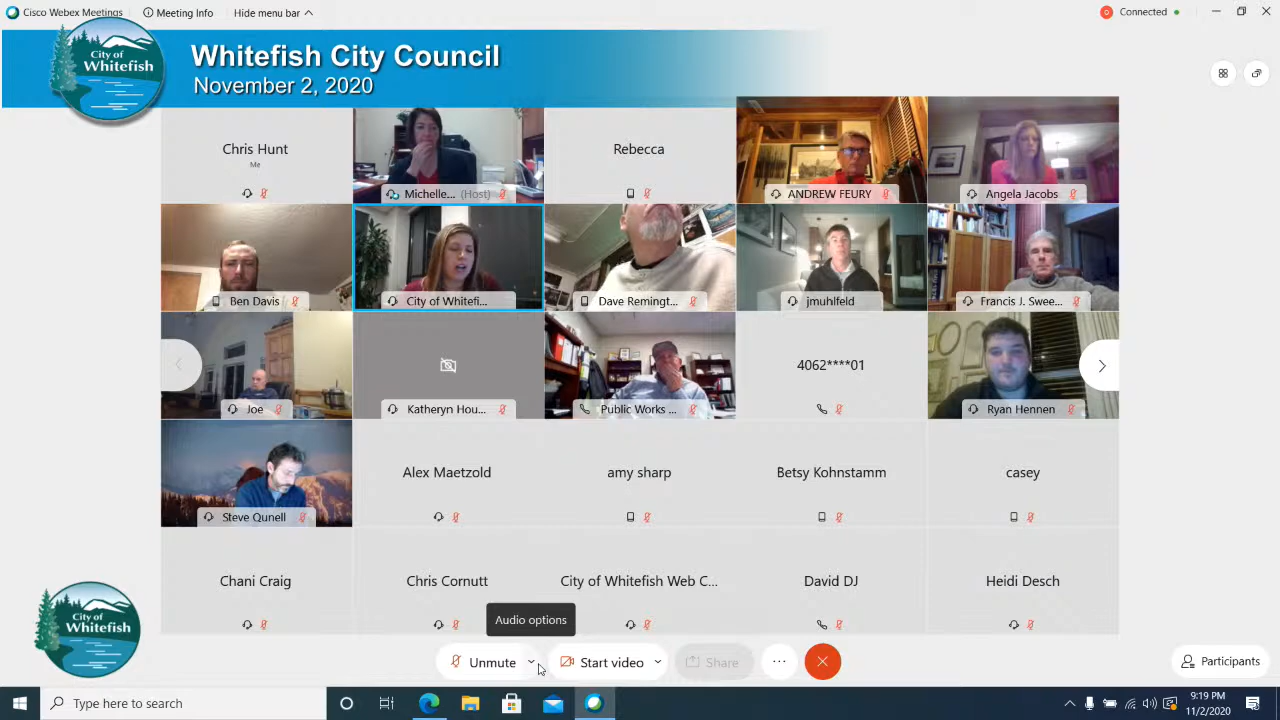 Cisco Webex Meetings
Meeting Info
Hide menu bar
Connected
City of
Whitefish
Whitefish City Council
November 2, 2020
Chris Hunt
Me
Michelle... (Host)
Rebecca
ANDREW FEURY
Angela Jacobs
Ben Davis
City of Whitefi...
Dave Remingt...
jmuhlfeld
Francis J. Swee...
Joe
Katheryn Hou...
Public Works ...
4062****01
Ryan Hennen
Steve Qunell
Alex Maetzold
amy sharp
Betsy Kohnstamm
casey
Chani Craig
Chris Cornutt
City of Whitefish Web C...
David DJ
Heidi Desch
Audio options
City of
Whitefish
Unmute
Start video
Share
...
Participants
Type here to search
9:19 PM
11/2/2020